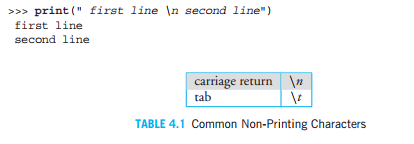 >>> print(" first line \n second line")
first line
second line
carriage return \n
tab \t
TABLE 4.1 Common Non-Printing Characters